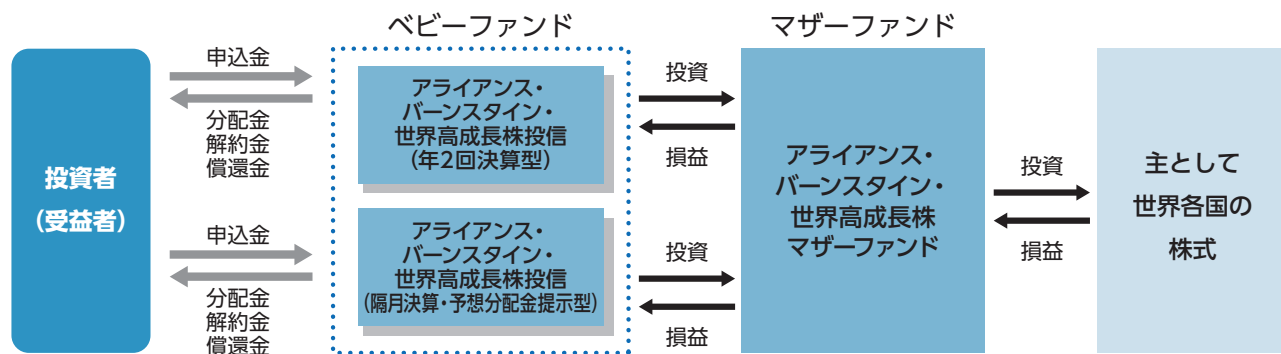 ベビーファンド
マザーファンド
投資者
(受益者)
申込金
分配金
解約金
償還金
アライアンス・
バーンスタイン・
世界高成長株投信
(年2回決算型)
投資
損益
申込金
分配金
解約金
償還金
アライアンス・
バーンスタイン・
世界高成長株投信
(隔月決算・予想分配金提示型)
投資
損益
アライアンス・
バーンスタイン・
世界高成長株
マザーファンド
投資
損益
主として
世界各国の
株式